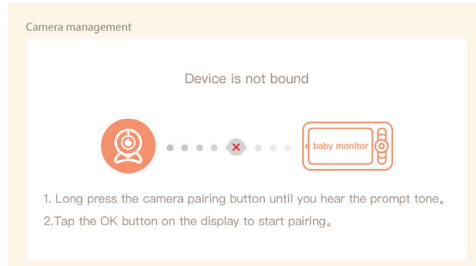 Camera management
Device is not bound
baby monitor
1. Long press the camera pairing button until you hear the prompt tone。
2.Tap the OK button on the display to start pairing。